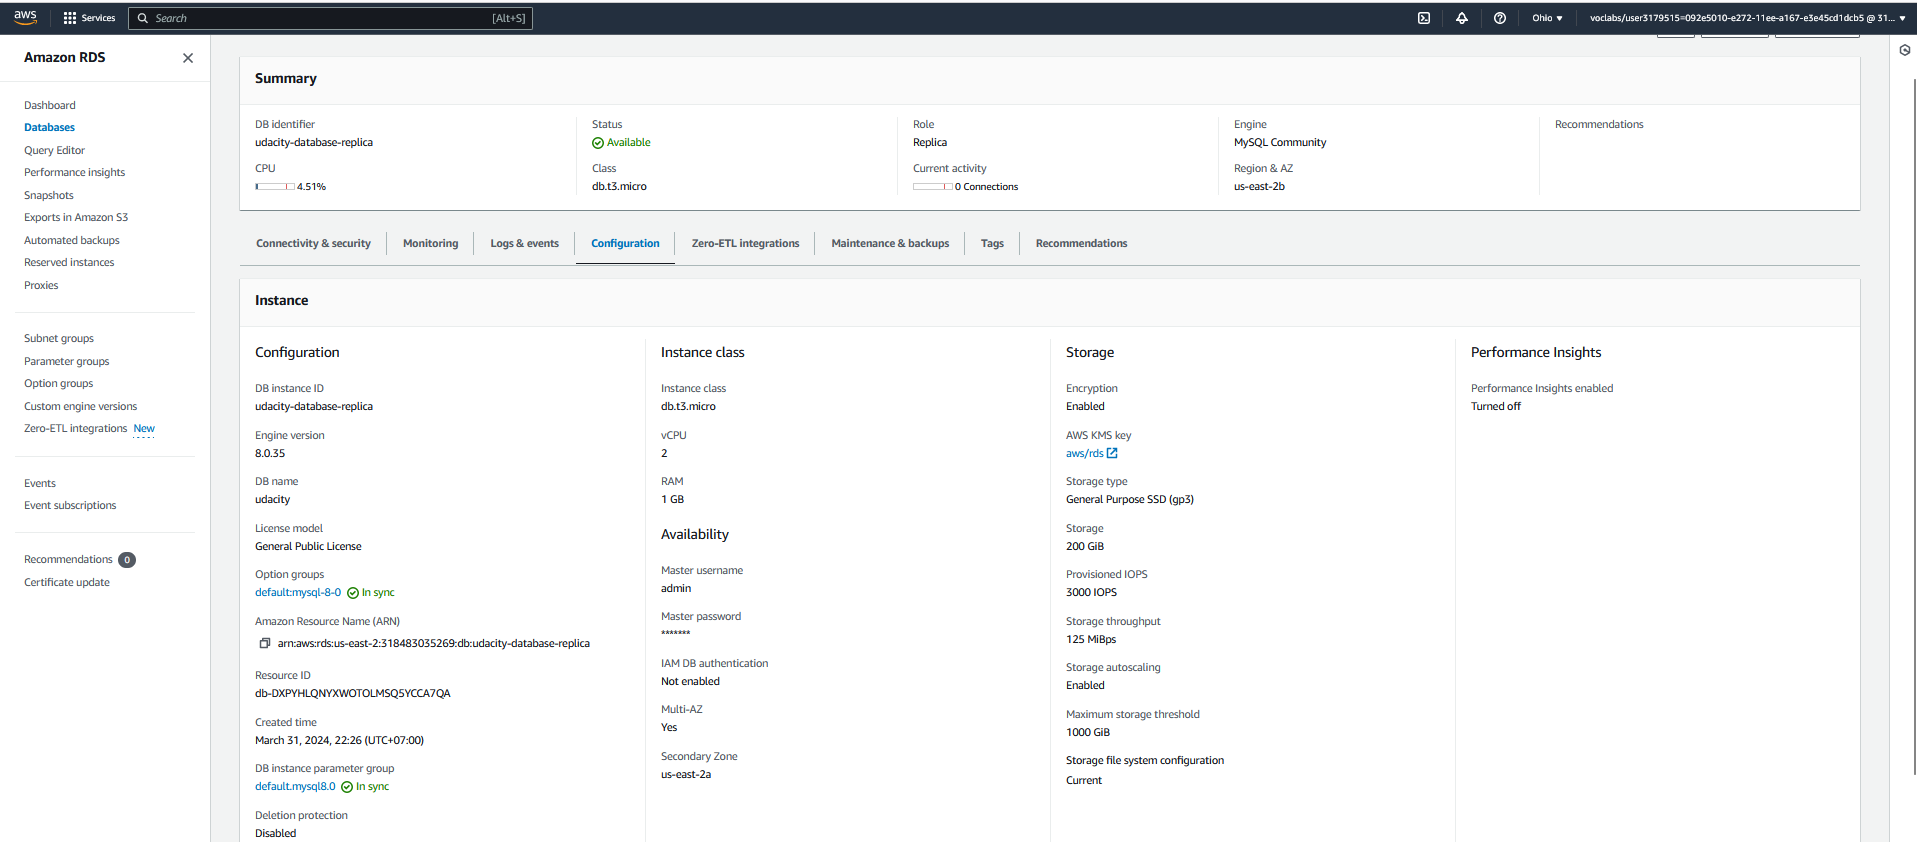 aws Services Search [Alt+S] Ohio ▼ voclabs/user3179515=092e5010-e272-11ee-a167-e3e45cd1dcb5 @ 31... ▼
Amazon RDS
Dashboard
Databases
Query Editor
Performance insights
Snapshots
Exports in Amazon S3
Automated backups
Reserved instances
Proxies
Subnet groups
Parameter groups
Option groups
Custom engine versions
Zero-ETL integrations New
Events
Event subscriptions
Recommendations 0
Certificate update
Summary
DB identifier
udacity-database-replica
CPU
4.51%
Status
Available
Class
db.t3.micro
Role
Replica
Current activity
0 Connections
Engine
MySQL Community
Region & AZ
us-east-2b
Recommendations
Connectivity & security Monitoring Logs & events Configuration Zero-ETL integrations Maintenance & backups Tags Recommendations
Instance
Configuration
DB instance ID
udacity-database-replica
Engine version
8.0.35
DB name
udacity
License model
General Public License
Option groups
default:mysql-8-0 In sync
Amazon Resource Name (ARN)
arn:aws:rds:us-east-2:318483035269:db:udacity-database-replica
Resource ID
db-DXPYHLQNYXWOTOLMSQ5YCCA7QA
Created time
March 31, 2024, 22:26 (UTC+07:00)
DB instance parameter group
default.mysql8.0 In sync
Deletion protection
Disabled
Instance class
Instance class
db.t3.micro
vCPU
2
RAM
1 GB
Availability
Master username
admin
Master password
*******
IAM DB authentication
Not enabled
Multi-AZ
Yes
Secondary Zone
us-east-2a
Storage
Encryption
Enabled
AWS KMS key
aws/rds
Storage type
General Purpose SSD (gp3)
Storage
200 GiB
Provisioned IOPS
3000 IOPS
Storage throughput
125 MiBps
Storage autoscaling
Enabled
Maximum storage threshold
1000 GiB
Storage file system configuration
Current
Performance Insights
Performance Insights enabled
Turned off